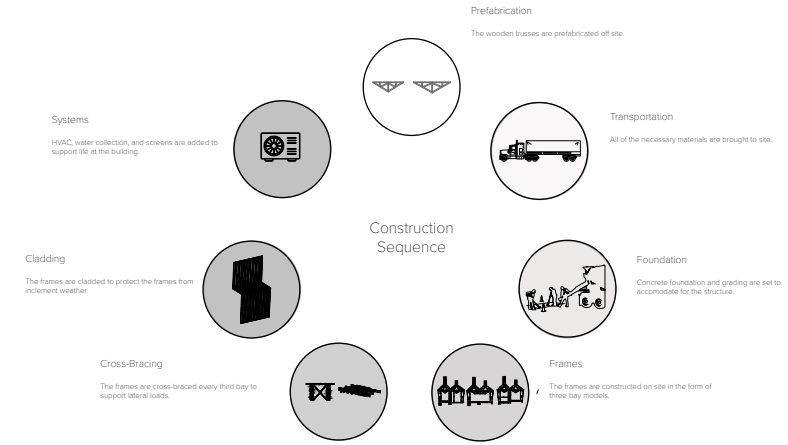 Prefabrication
The wooden trusses are prefabricated off site.
Transportation
All of the necessary materials are brought to site.
Foundation
Concrete foundation and grading are set to
accomodate for the structure.
Frames
The frames are constructed on site in the form of
three bay models.
Cross-Bracing
The frames are cross-braced every third bay to
support lateral loads.
Cladding
The frames are cladded to protect the frames from
inclement weather.
Systems
HVAC, water collection, and screens are added to
support life at the building.
Construction
Sequence